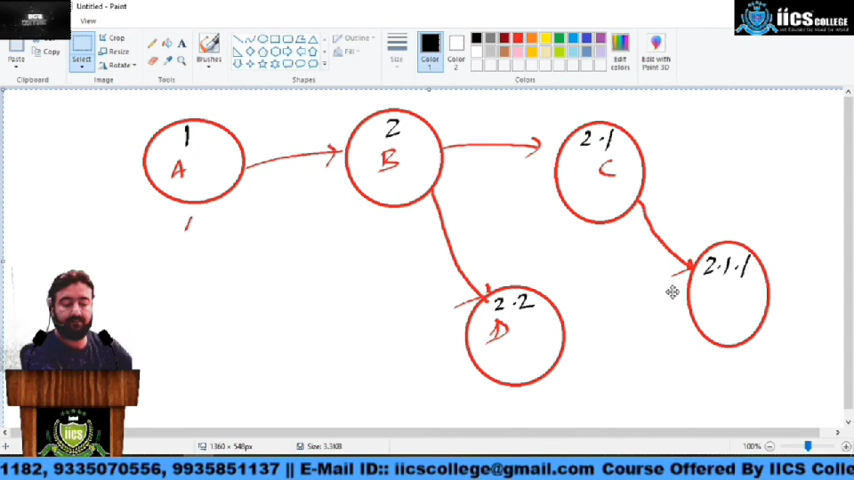 Untitled - Paint
View
iics
COLLEGE
Paste
Cut
Copy
Clipboard
Select
Crop
Resize
Rotate
Image
Tools
Brushes
Shapes
Outline
Fill
Size
Color
1
Color
2
Colors
Edit
colors
Edit with
Paint 3D
1
A
2
B
2.1
C
2.2
D
2.1.1
iics
1360 × 548px
Size: 3.3KB
100%
1182, 9335070556, 9935851137 || E-Mail ID:: iicscollege@gmail.com Course Offered By IICS Colleg